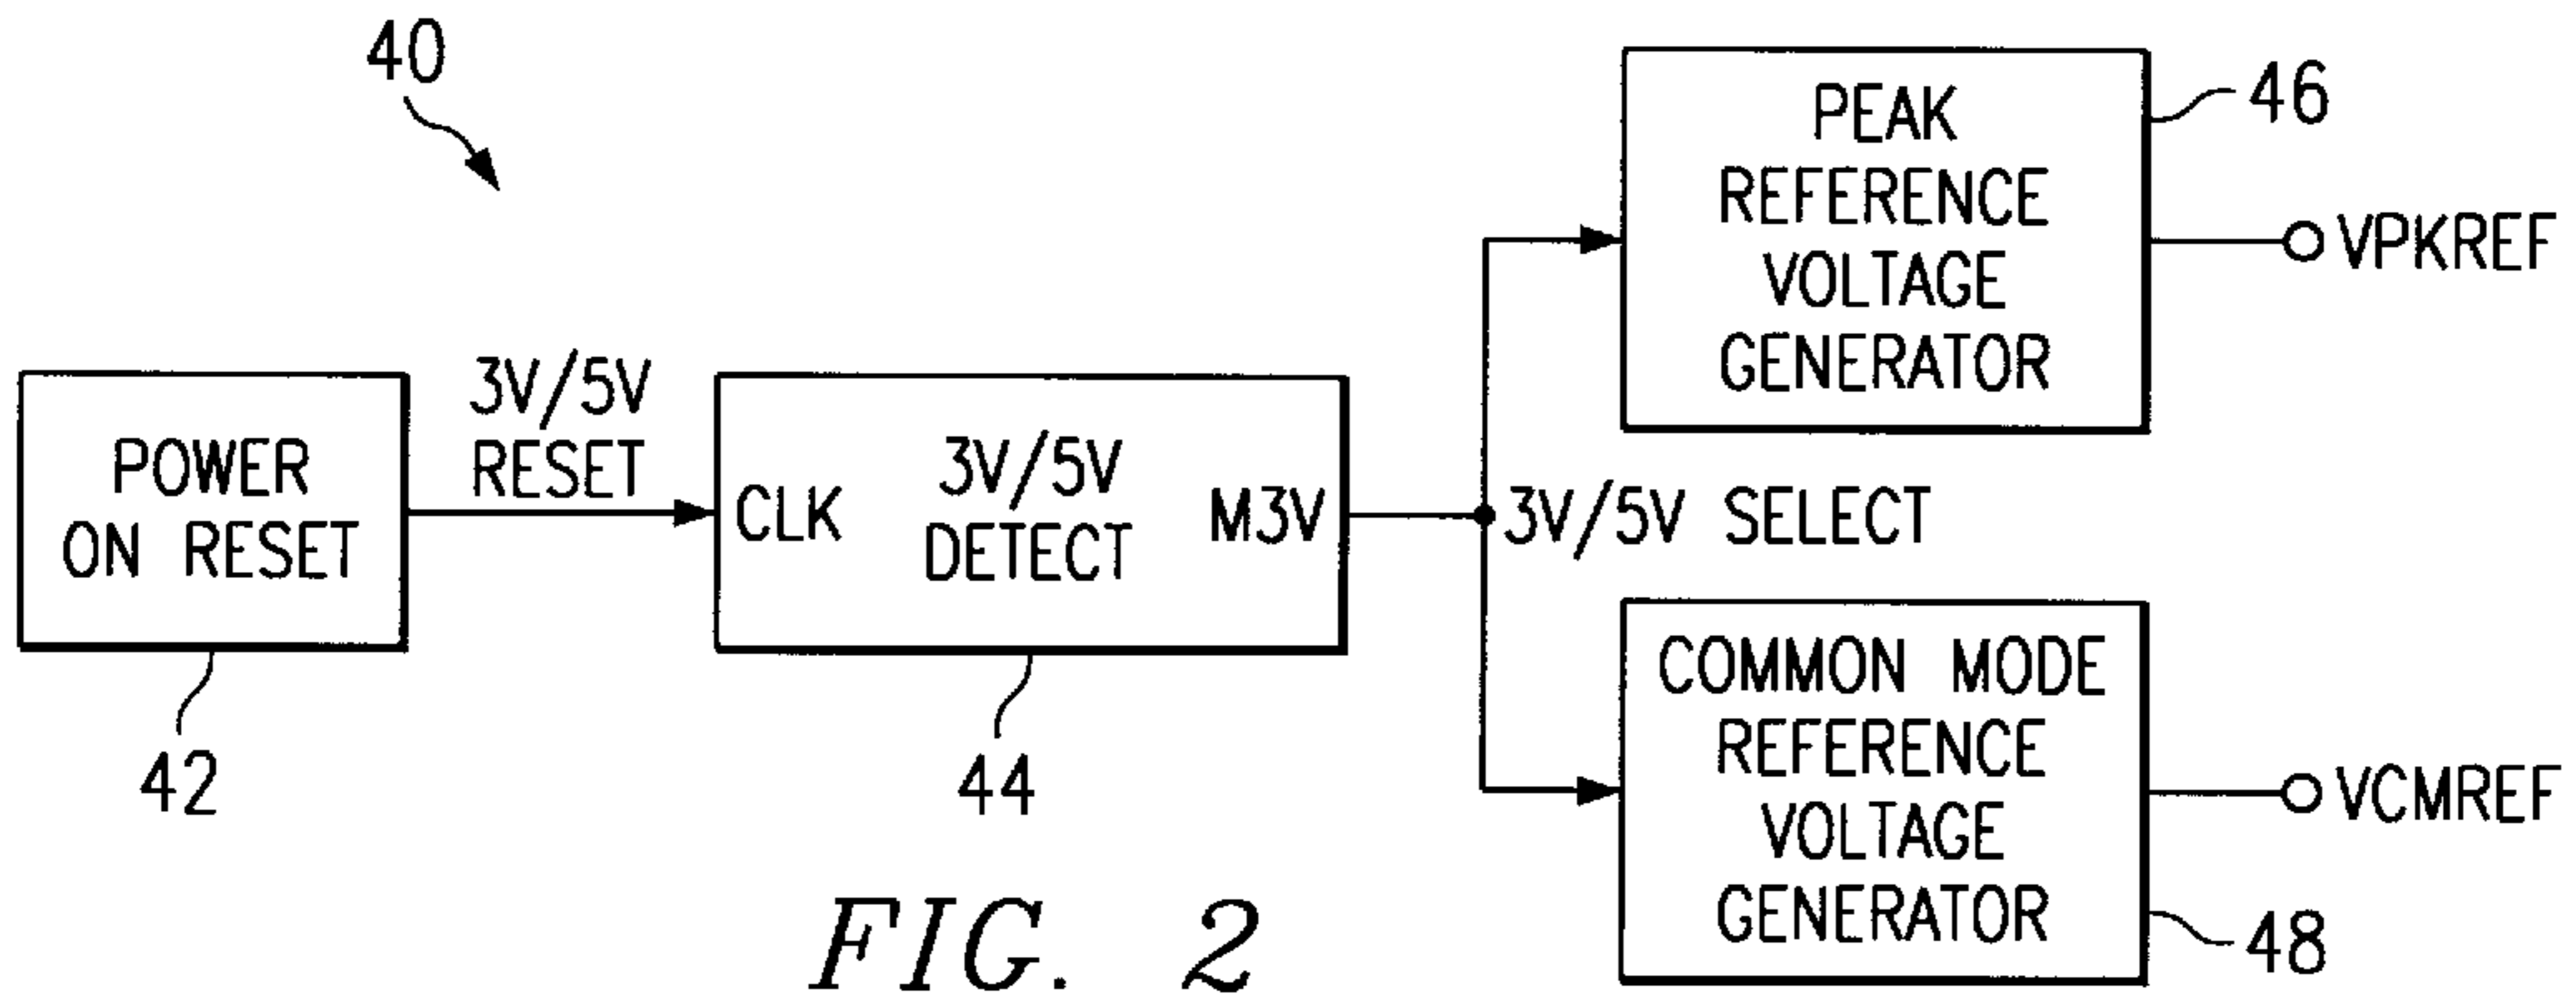 40
POWER
ON RESET
42
3V/5V
RESET
CLK
3V/5V
DETECT
M3V
44
3V/5V SELECT
PEAK
REFERENCE
VOLTAGE
GENERATOR
46
VPKREF
COMMON MODE
REFERENCE
VOLTAGE
GENERATOR
48
VCMREF
FIG. 2